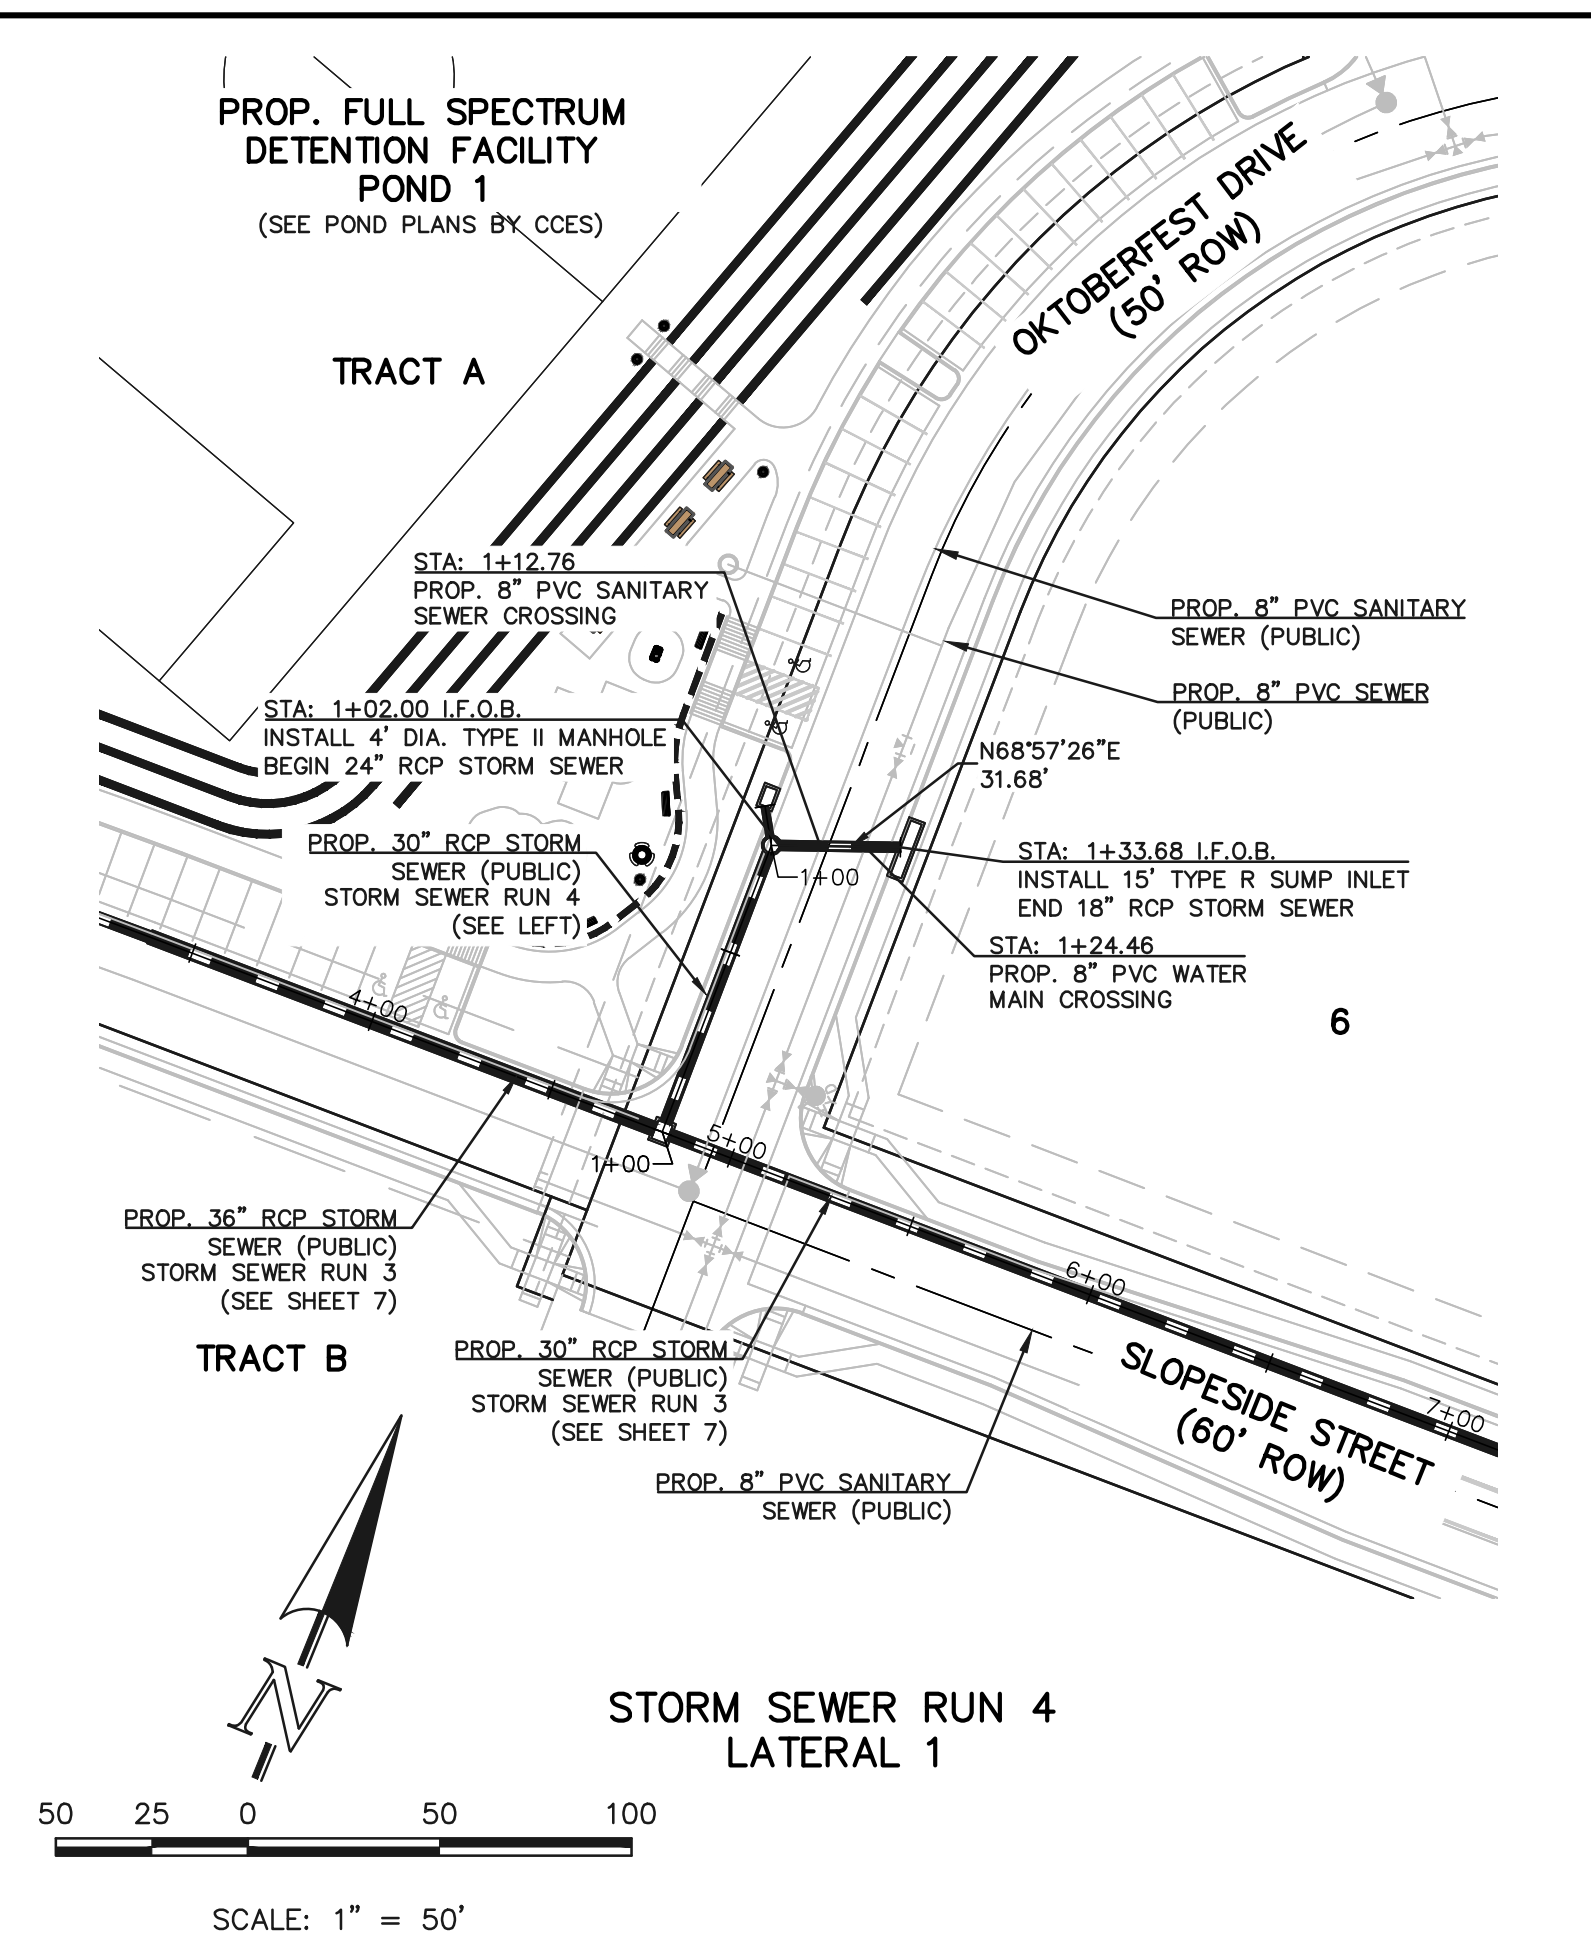 PROP. FULL SPECTRUM
DETENTION FACILITY
POND 1
(SEE POND PLANS BY CCES)
OKTOBERFEST DRIVE
(50' ROW)
TRACT A
STA: 1+12.76
PROP. 8" PVC SANITARY
SEWER CROSSING
PROP. 8" PVC SANITARY
SEWER (PUBLIC)
PROP. 8" PVC SEWER
(PUBLIC)
STA: 1+02.00 I.F.O.B.
INSTALL 4' DIA. TYPE II MANHOLE
BEGIN 24" RCP STORM SEWER
N68°57'26"E
31.68'
PROP. 30" RCP STORM
SEWER (PUBLIC)
STORM SEWER RUN 4
(SEE LEFT)
1+00
STA: 1+33.68 I.F.O.B.
INSTALL 15' TYPE R SUMP INLET
END 18" RCP STORM SEWER
STA: 1+24.46
PROP. 8" PVC WATER
MAIN CROSSING
6
4+00
5+00
1+00
6+00
7+00
PROP. 36" RCP STORM
SEWER (PUBLIC)
STORM SEWER RUN 3
(SEE SHEET 7)
TRACT B
PROP. 30" RCP STORM
SEWER (PUBLIC)
STORM SEWER RUN 3
(SEE SHEET 7)
SLOPESIDE STREET
(60' ROW)
PROP. 8" PVC SANITARY
SEWER (PUBLIC)
N
STORM SEWER RUN 4
LATERAL 1
50 25 0 50 100
SCALE: 1" = 50'